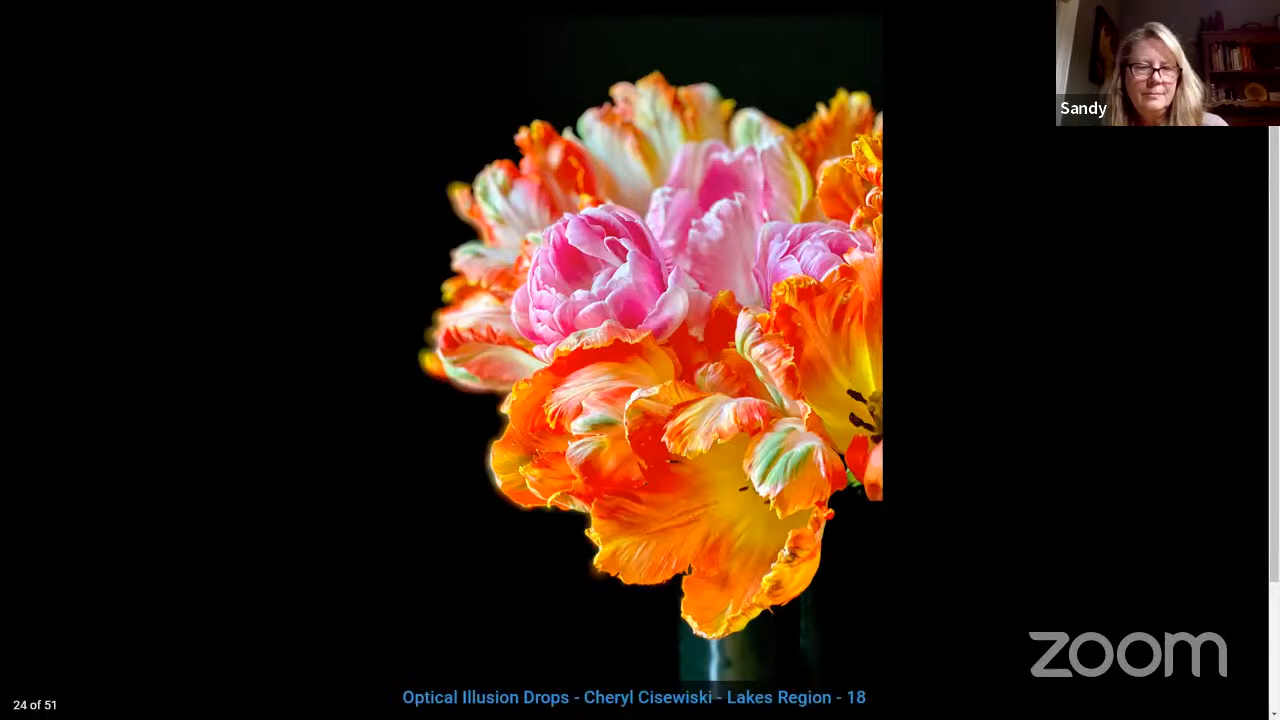 Sandy
zoom
Optical Illusion Drops - Cheryl Cisewiski - Lakes Region - 18
24 of 51